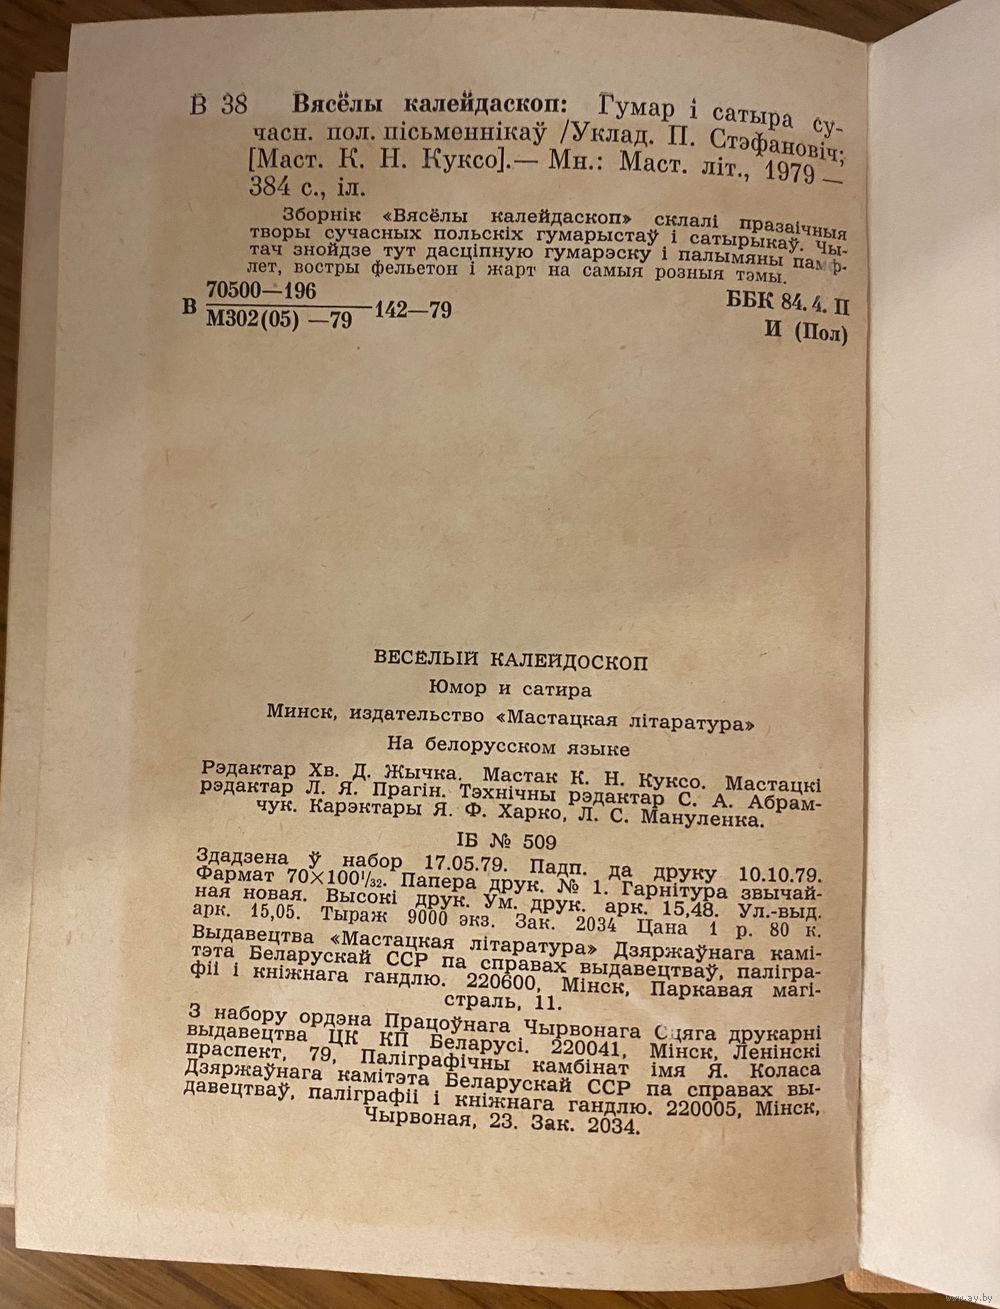 В 38 Вясёлы калейдаскоп: Гумар і сатыра су-
часн. пол. пісьменнікаў /Уклад. П. Стэфановіч;
[Маст. К. Н. Куксо].— Мн.: Маст. літ., 1979 —
384 с., іл.
Зборнік «Вясёлы калейдаскоп» склалі празаічныя
творы сучасных польскіх гумарыстаў і сатырыкаў. Чы-
тач знойдзе тут дасціпную гумарэску і палымяны памф-
лет, востры фельетон і жарт на самыя розныя тэмы.
70500—196
В 142—79
М302(05) —79
ББК 84. 4. П
И (Пол)
ВЕСЁЛЫЙ КАЛЕЙДОСКОП
Юмор и сатира
Минск, издательство «Мастацкая літаратура»
На белорусском языке
Рэдактар Хв. Д. Жычка. Мастак К. Н. Куксо. Мастацкі
рэдактар Л. Я. Прагін. Тэхнічны рэдактар С. А. Абрам-
чук. Карэктары Я. Ф. Харко, Л. С. Мануленка.
ІБ № 509
Здадзена ў набор 17.05.79. Падп. да друку 10.10.79.
Фармат 70×100¹/₃₂. Папера друк. № 1. Гарнітура звычай-
ная новая. Высокі друк. Ум. друк. арк. 15,48. Ул.-выд.
арк. 15,05. Тыраж 9000 экз. Зак. 2034 Цана 1 р. 80 к.
Выдавецтва «Мастацкая літаратура» Дзяржаўнага камі-
тэта Беларускай ССР па справах выдавецтваў, палігра-
фіі і кніжнага гандлю. 220600, Мінск, Паркавая магі-
страль, 11.
З набору ордэна Працоўнага Чырвонага Сцяга друкарні
выдавецтва ЦК КП Беларусі. 220041, Мінск, Ленінскі
праспект, 79, Паліграфічны камбінат імя Я. Коласа
Дзяржаўнага камітэта Беларускай ССР па справах вы-
давецтваў, паліграфіі і кніжнага гандлю. 220005, Мінск,
Чырвоная, 23. Зак. 2034.
www.ay.by